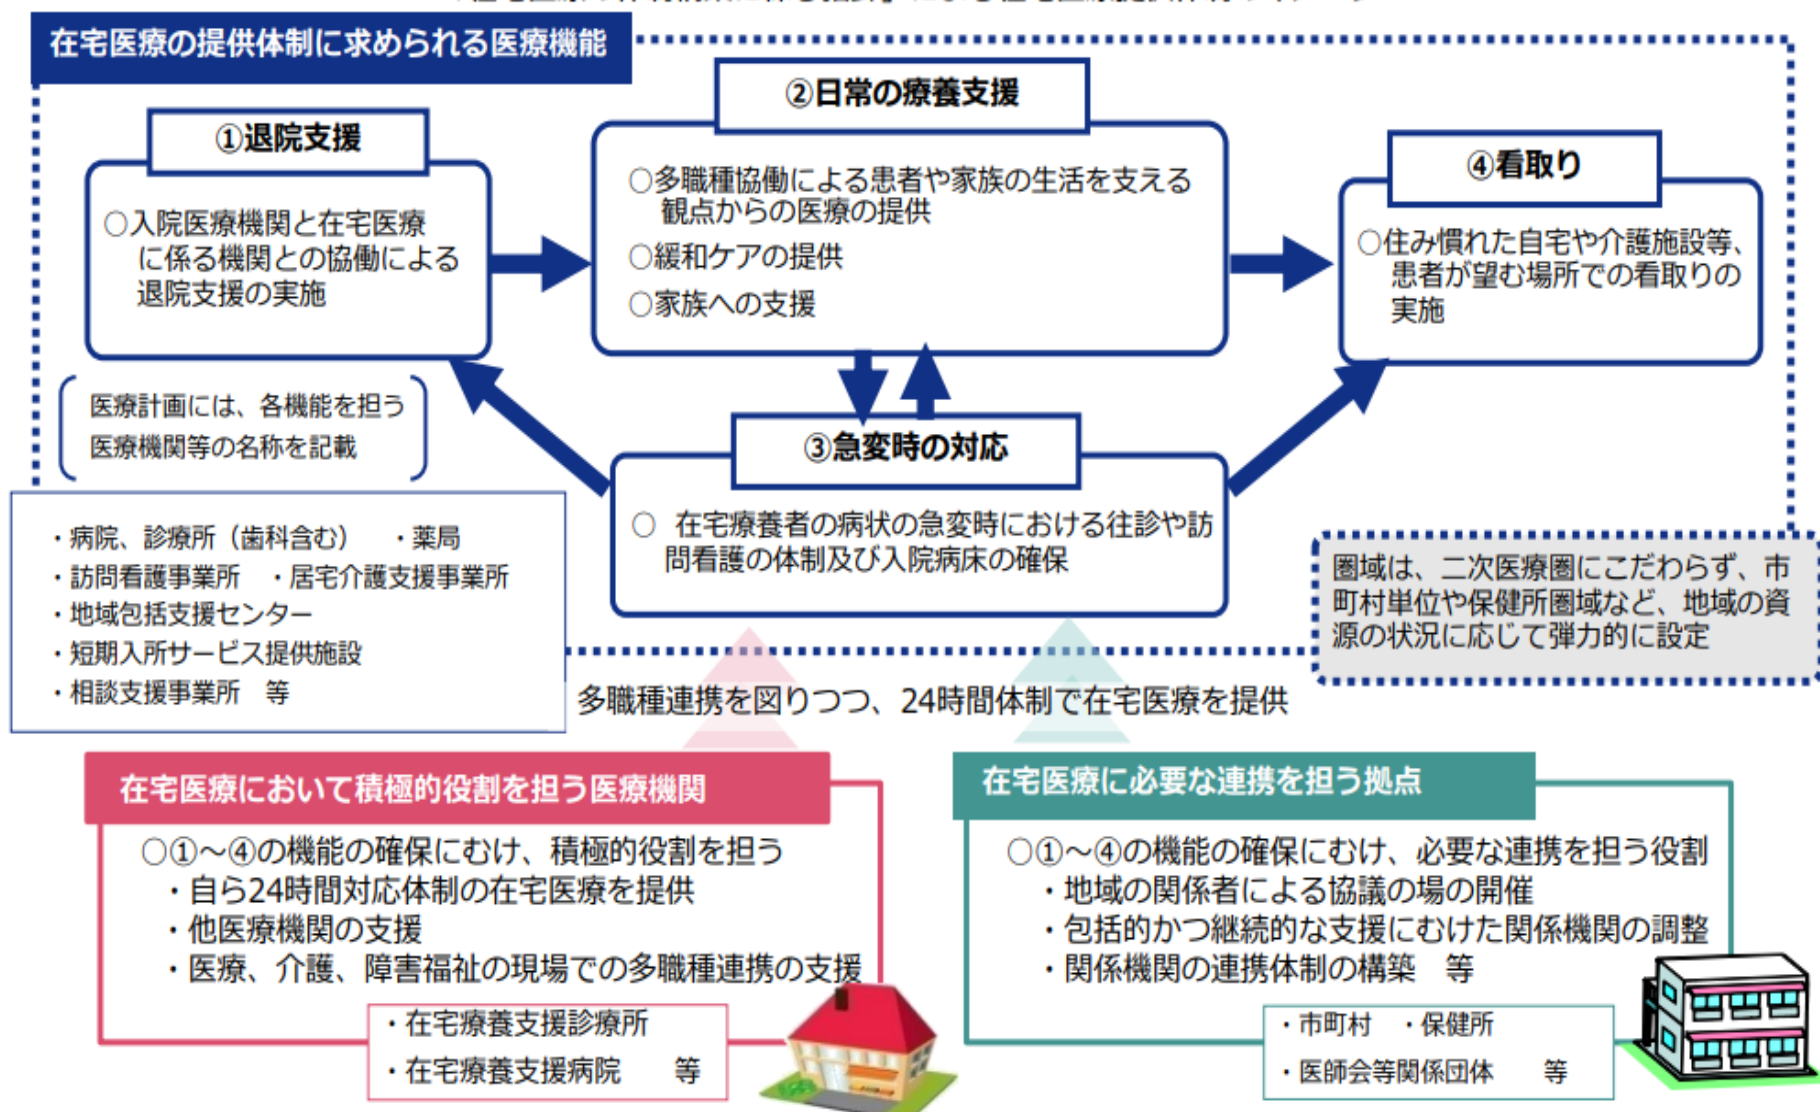 在宅医療の提供体制に求められる医療機能
①退院支援
○入院医療機関と在宅医療
に係る機関との協働による
退院支援の実施
②日常の療養支援
○多職種協働による患者や家族の生活を支える
観点からの医療の提供
○緩和ケアの提供
○家族への支援
④看取り
○住み慣れた自宅や介護施設等、
患者が望む場所での看取りの
実施
医療計画には、各機能を担う
医療機関等の名称を記載
③急変時の対応
○ 在宅療養者の病状の急変時における往診や訪
問看護の体制及び入院病床の確保
・病院、診療所（歯科含む） ・薬局
・訪問看護事業所 ・居宅介護支援事業所
・地域包括支援センター
・短期入所サービス提供施設
・相談支援事業所 等
圏域は、二次医療圏にこだわらず、市
町村単位や保健所圏域など、地域の資
源の状況に応じて弾力的に設定
多職種連携を図りつつ、24時間体制で在宅医療を提供
在宅医療において積極的役割を担う医療機関
○①～④の機能の確保にむけ、積極的役割を担う
・自ら24時間対応体制の在宅医療を提供
・他医療機関の支援
・医療、介護、障害福祉の現場での多職種連携の支援
・在宅療養支援診療所
・在宅療養支援病院 等
在宅医療に必要な連携を担う拠点
○①～④の機能の確保にむけ、必要な連携を担う役割
・地域の関係者による協議の場の開催
・包括的かつ継続的な支援にむけた関係機関の調整
・関係機関の連携体制の構築 等
・市町村 ・保健所
・医師会等関係団体 等